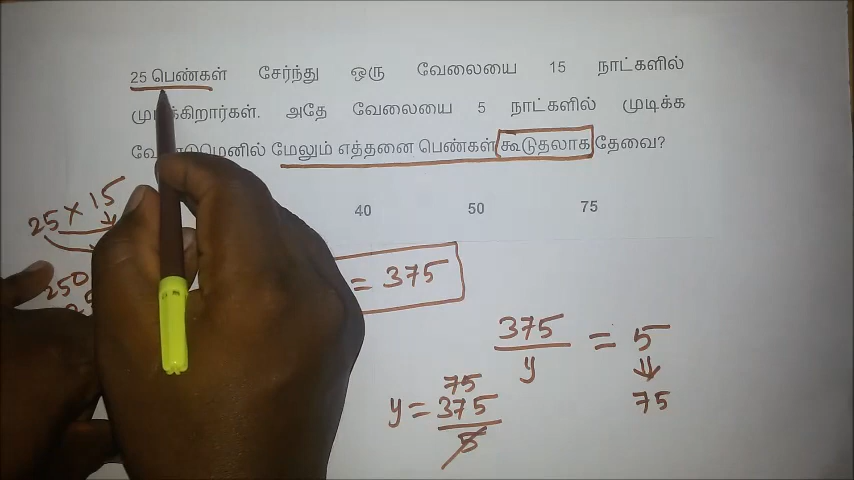 25 பெண்கள் சேர்ந்து ஒரு வேலையை 15 நாட்களில்
அதே வேலையை 5 நாட்களில் முடிக்க
மேலும் எத்தனை பெண்கள் கூடுதலாக தேவை?
40 50 75
25 × 15
= 375
375 / y = 5
75
y = 375 / 5
75